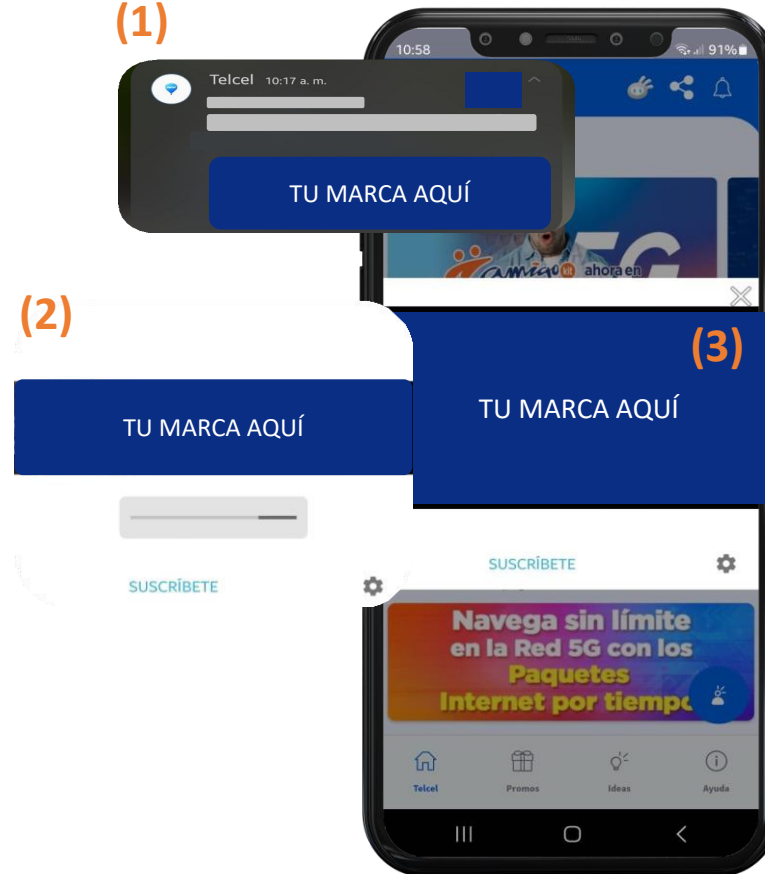 (1)
10:58
91%
Telcel 10:17 a. m.
TU MARCA AQUÍ
5G
amigo kit ahora en
(2)
(3)
TU MARCA AQUÍ
TU MARCA AQUÍ
SUSCRÍBETE
SUSCRÍBETE
Navega sin límite
en la Red 5G con los
Paquetes
Internet por tiempo
Telcel
Promos
Ideas
Ayuda